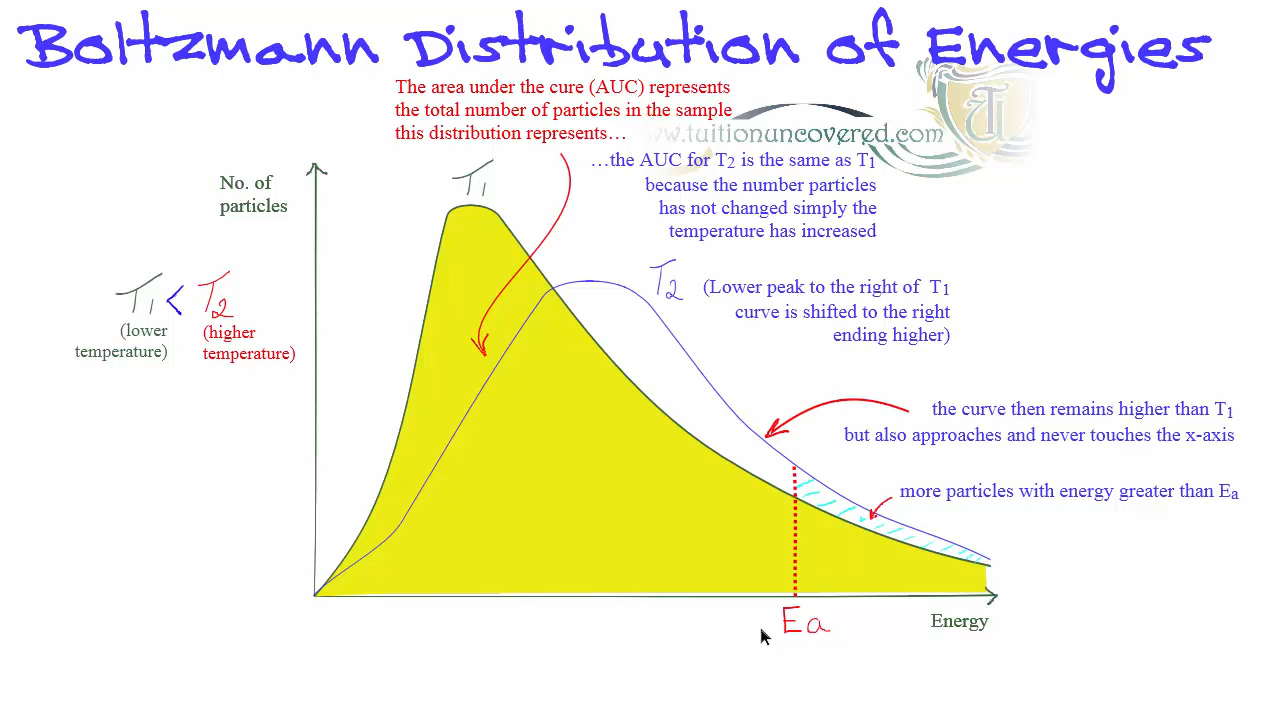 Boltzmann Distribution of Energies
The area under the cure (AUC) represents
the total number of particles in the sample
this distribution represents…
www.tuitionuncovered.com
…the AUC for T2 is the same as T1
because the number particles
has not changed simply the
temperature has increased
No. of
particles
T1
T1 < T2
(lower
temperature)
(higher
temperature)
T2
(Lower peak to the right of T1
curve is shifted to the right
ending higher)
the curve then remains higher than T1
but also approaches and never touches the x-axis
more particles with energy greater than Ea
Ea
Energy